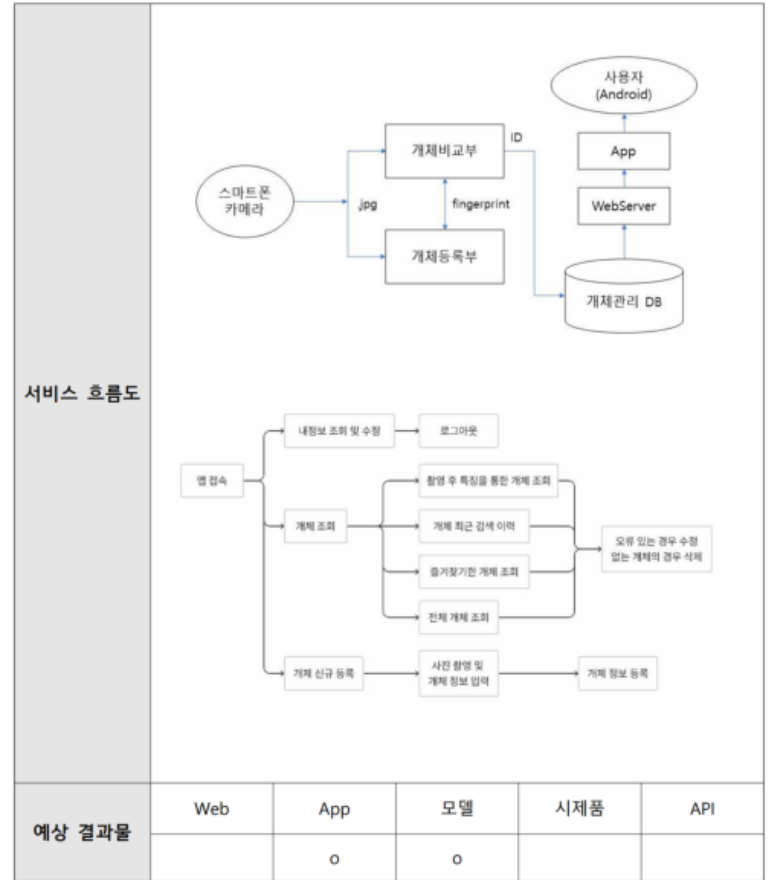 사용자
(Android)
ID
개체비교부
App
스마트폰
카메라
.jpg
fingerprint
WebServer
개체등록부
개체관리 DB
서비스 흐름도
내정보 조회 및 수정
로그아웃
앱 접속
촬영 후 특징을 통한 개체 조회
개체 조회
개체 최근 검색 이력
오류 있는 경우 수정
없는 개체의 경우 삭제
즐겨찾기한 개체 조회
전체 개체 조회
개체 신규 등록
사진 촬영 및
개체 정보 입력
개체 정보 등록
예상 결과물
Web
App
모델
시제품
API
o
o